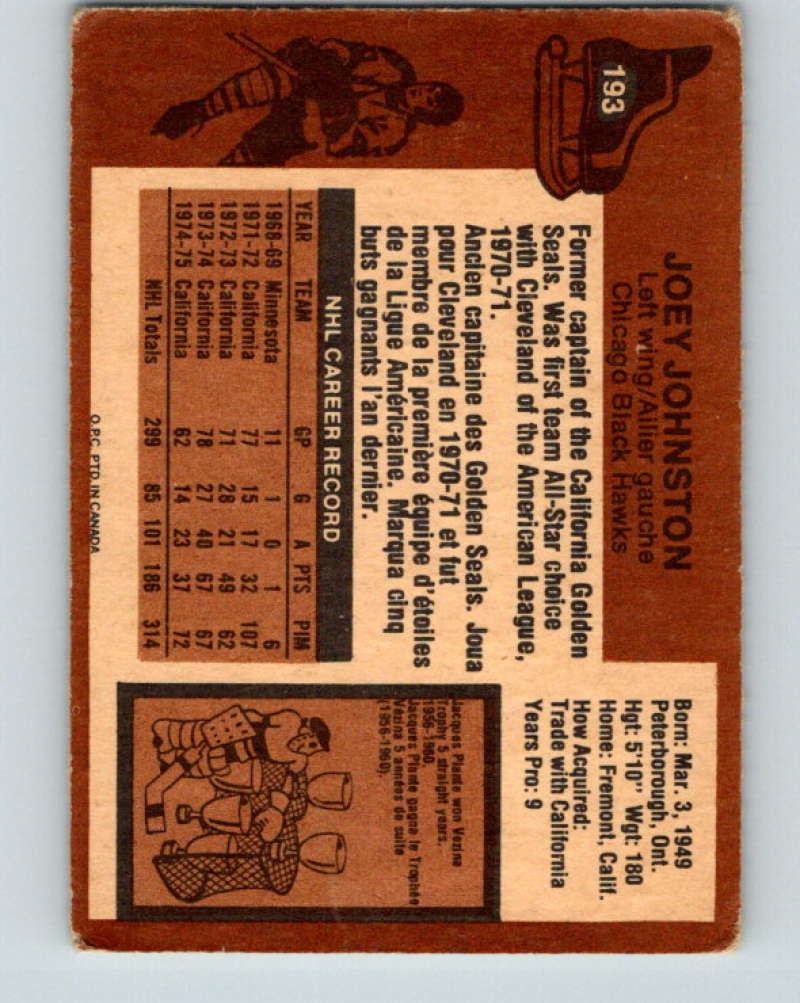 193
JOEY JOHNSTON
Left wing/Ailier gauche
Chicago Black Hawks
Born: Mar. 3, 1949
Peterborough, Ont.
Hgt: 5'10" Wgt: 180
Home: Fremont, Calif.
How Acquired:
Trade with California
Years Pro: 9
Former captain of the California Golden
Seals. Was first team All-Star choice
with Cleveland of the American League,
1970-71.
Ancien capitaine des Golden Seals. Joua
pour Cleveland en 1970-71 et fut
membre de la première équipe d'étoiles
de la Ligue Américaine. Marqua cinq
buts gagnants l'an dernier.
NHL CAREER RECORD
YEAR TEAM GP G A PTS PIM
1968-69 Minnesota 11 1 0 1 6
1971-72 California 77 15 17 32 107
1972-73 California 71 28 21 49 62
1973-74 California 78 27 40 67 67
1974-75 California 62 14 23 37 72
NHL Totals 299 85 101 186 314
Jacques Plante won Vezina
Trophy 5 straight years,
1956-1960.
Jacques Plante gagna le Trophée
Vezina 5 années de suite
(1956-1960).
O.P.C. PTD. IN CANADA